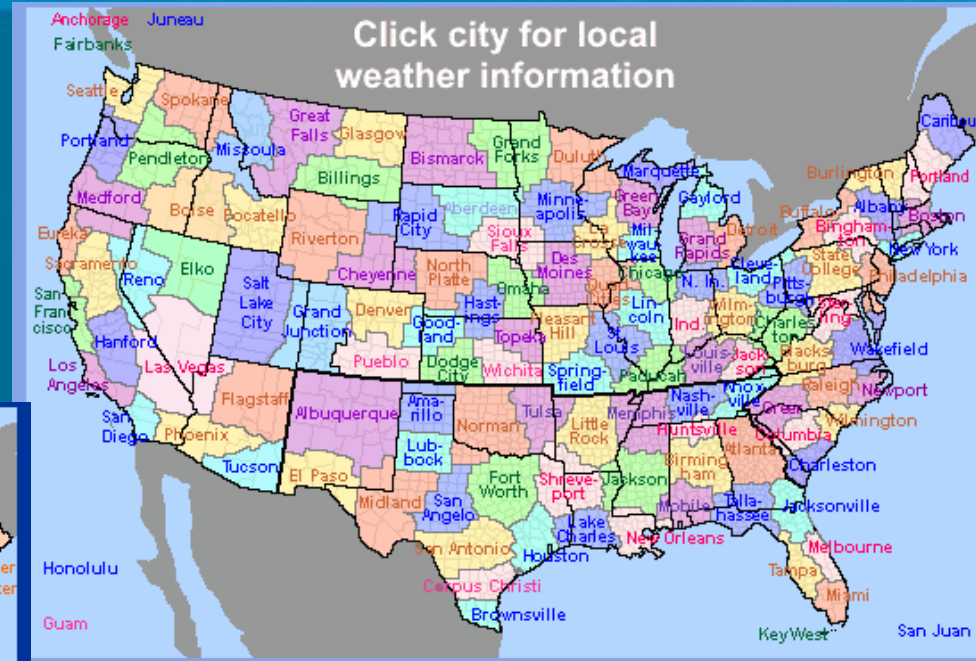 Click city for local
weather information
Anchorage Juneau
Fairbanks
Seattle
Spokane
Portland
Pendleton
Missoula
Great
Falls
Glasgow
Billings
Bismarck
Grand
Forks
Duluth
Marquette
Caribou
Medford
Boise
Pocatello
Riverton
Rapid
City
Aberdeen
Minne-
apolis
Green
Bay
Gaylord
Burlington
Portland
Eureka
Sioux
Falls
La
Crosse
Mil-
wau
kee
Grand
Rapids
Detroit
Buffalo
Albany
Boston
Bingham-
ton
New York
Sacramento
Reno
Elko
Salt
Lake
City
Cheyenne
North
Platte
Omaha
Des
Moines
Quad
Cities
Chicago
N. In.
Cleve-
land
Pitts-
burgh
State
College
Philadelphia
San
Fran
cisco
Hanford
Las Vegas
Grand
Junction
Denver
Good-
land
Hast-
ings
Pleasant
Hill
Lin-
coln
Ind.
Wilm-
ington
Charles
ton
Ster-
ling
Los
Angeles
Pueblo
Dodge
City
Topeka
Wichita
Spring-
field
St.
Louis
Paducah
Louis
ville
Jack
son
Blacks
burg
Wakefield
San
Diego
Phoenix
Flagstaff
Albuquerque
Ama-
rillo
Norman
Tulsa
Little
Rock
Memphis
Nash-
ville
Knox
ville
Greer
Raleigh
Newport
Wilmington
Tucson
El Paso
Lub-
bock
Huntsville
Birming
ham
Atlanta
Columbia
Charleston
Midland
San
Angelo
Fort
Worth
Shreve-
port
Jackson
Mobile
Talla-
hassee
Jacksonville
San Antonio
Houston
Lake
Charles
New Orleans
Melbourne
Tampa
Miami
Corpus Christi
Brownsville
Key West
San Juan
Honolulu
Guam